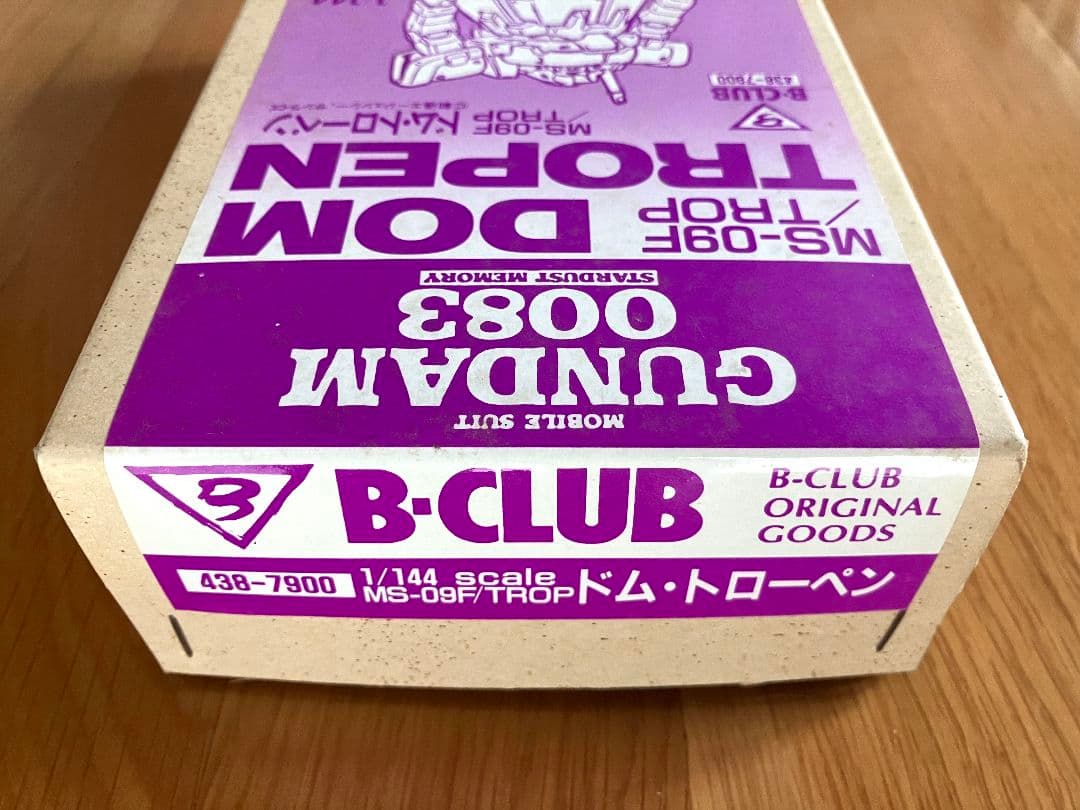 1/144
438-7900
B-CLUB
MS-09F
/TROP ドム・トローペン
MS-09F
/TROP DOM
TROPEN
MOBILE SUIT
GUNDAM
0083
STARDUST MEMORY
B B-CLUB
B-CLUB
ORIGINAL
GOODS
438-7900
1/144 scale
MS-09F/TROP ドム・トローペン